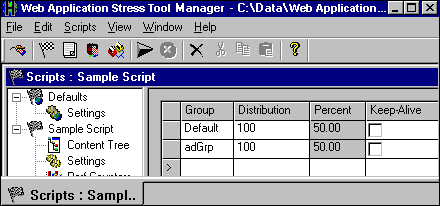 Web Application Stress Tool Manager - C:\Data\Web Application ...
File Edit Scripts View Window Help
Scripts : Sample Script
Defaults
Settings
Sample Script
Content Tree
Settings
Perf Counters
Group Distribution Percent Keep-Alive
Default 100 50.00
adGrp 100 50.00
Scripts : Sampl..